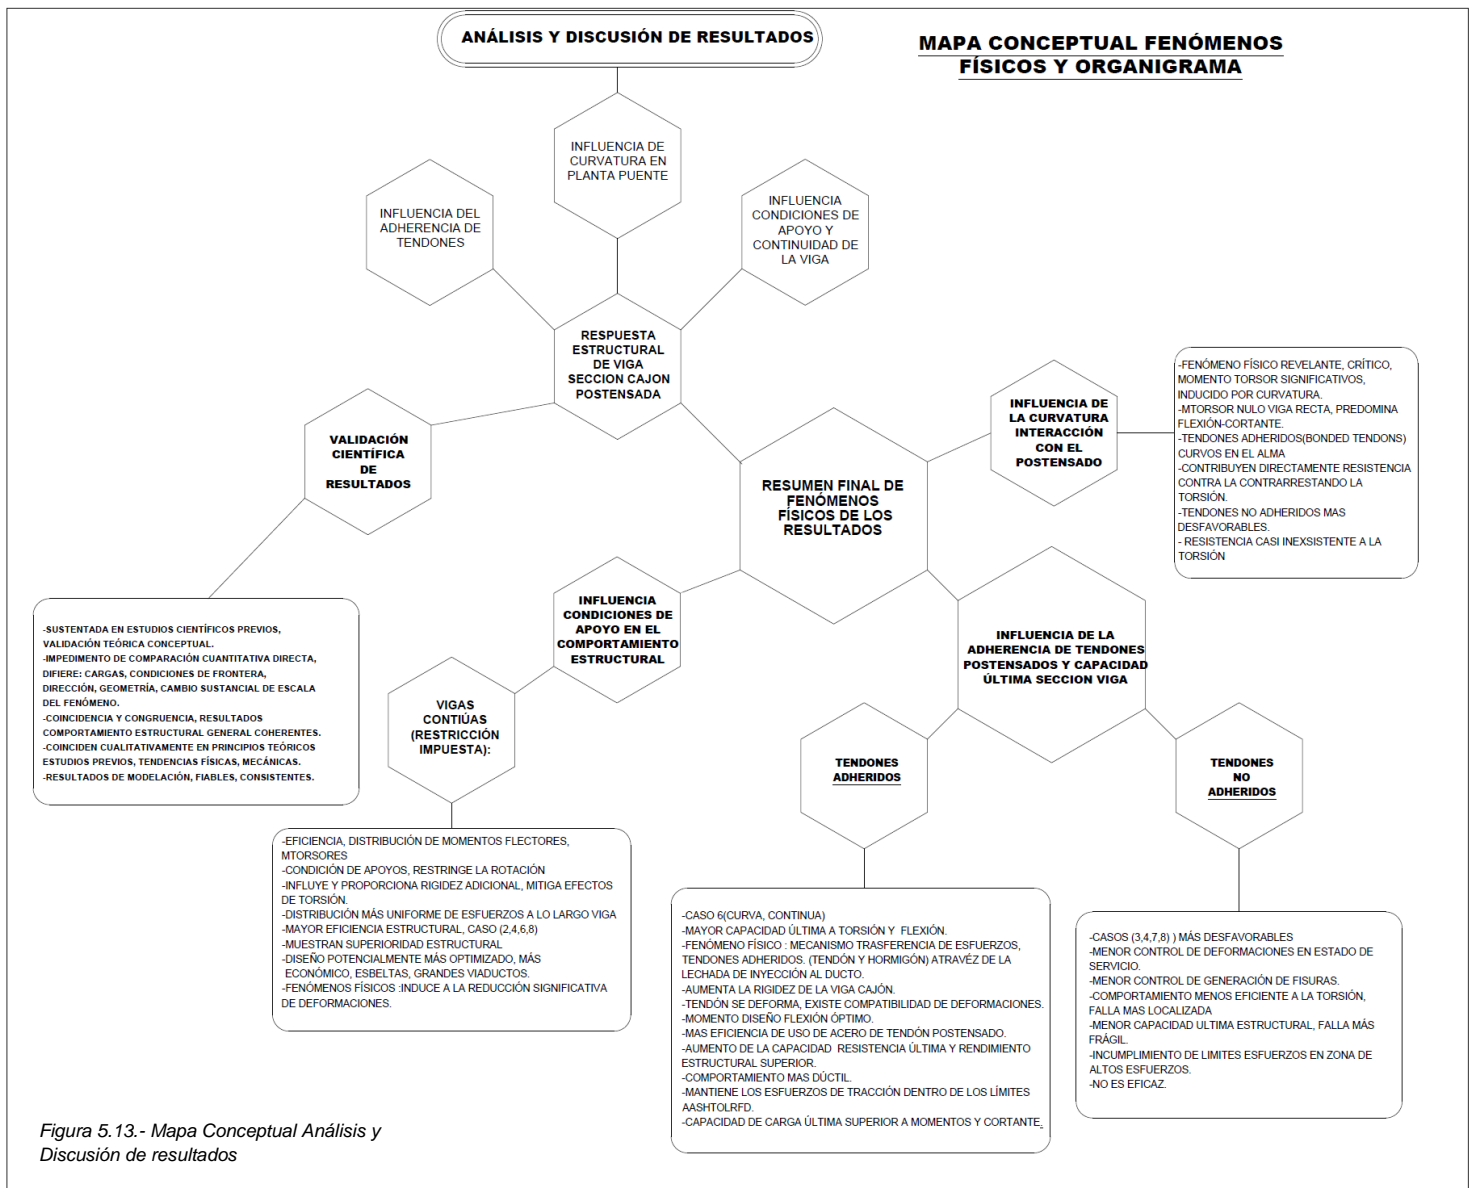 ANÁLISIS Y DISCUSIÓN DE RESULTADOS
MAPA CONCEPTUAL FENÓMENOS
FÍSICOS Y ORGANIGRAMA
INFLUENCIA DE
CURVATURA EN
PLANTA PUENTE
INFLUENCIA DEL
ADHERENCIA DE
TENDONES
INFLUENCIA
CONDICIONES DE
APOYO Y
CONTINUIDAD DE
LA VIGA
RESPUESTA
ESTRUCTURAL
DE VIGA
SECCION CAJON
POSTENSADA
VALIDACIÓN
CIENTÍFICA
DE
RESULTADOS
INFLUENCIA DE
LA CURVATURA
INTERACCIÓN
CON EL
POSTENSADO
-FENÓMENO FÍSICO REVELANTE, CRÍTICO,
MOMENTO TORSOR SIGNIFICATIVOS,
INDUCIDO POR CURVATURA.
-MTORSOR NULO VIGA RECTA, PREDOMINA
FLEXIÓN-CORTANTE.
-TENDONES ADHERIDOS(BONDED TENDONS)
CURVOS EN EL ALMA
-CONTRIBUYEN DIRECTAMENTE RESISTENCIA
CONTRA LA CONTRARRESTANDO LA
TORSIÓN.
-TENDONES NO ADHERIDOS MAS
DESFAVORABLES.
- RESISTENCIA CASI INEXSISTENTE A LA
TORSIÓN
RESUMEN FINAL DE
FENÓMENOS
FÍSICOS DE LOS
RESULTADOS
INFLUENCIA
CONDICIONES DE
APOYO EN EL
COMPORTAMIENTO
ESTRUCTURAL
INFLUENCIA DE LA
ADHERENCIA DE TENDONES
POSTENSADOS Y CAPACIDAD
ÚLTIMA SECCION VIGA
-SUSTENTADA EN ESTUDIOS CIENTÍFICOS PREVIOS,
VALIDACIÓN TEÓRICA CONCEPTUAL.
-IMPEDIMENTO DE COMPARACIÓN CUANTITATIVA DIRECTA,
DIFIERE: CARGAS, CONDICIONES DE FRONTERA,
DIRECCIÓN, GEOMETRÍA, CAMBIO SUSTANCIAL DE ESCALA
DEL FENÓMENO.
-COINCIDENCIA Y CONGRUENCIA, RESULTADOS
COMPORTAMIENTO ESTRUCTURAL GENERAL COHERENTES.
-COINCIDEN CUALITATIVAMENTE EN PRINCIPIOS TEÓRICOS
ESTUDIOS PREVIOS, TENDENCIAS FÍSICAS, MECÁNICAS.
-RESULTADOS DE MODELACIÓN, FIABLES, CONSISTENTES.
VIGAS
CONTIÚAS
(RESTRICCIÓN
IMPUESTA):
TENDONES
ADHERIDOS
TENDONES
NO
ADHERIDOS
-EFICIENCIA, DISTRIBUCIÓN DE MOMENTOS FLECTORES,
MTORSORES
-CONDICIÓN DE APOYOS, RESTRINGE LA ROTACIÓN
-INFLUYE Y PROPORCIONA RIGIDEZ ADICIONAL, MITIGA EFECTOS
DE TORSIÓN.
-DISTRIBUCIÓN MÁS UNIFORME DE ESFUERZOS A LO LARGO VIGA
-MAYOR EFICIENCIA ESTRUCTURAL, CASO (2,4,6,8)
-MUESTRAN SUPERIORIDAD ESTRUCTURAL
-DISEÑO POTENCIALMENTE MÁS OPTIMIZADO, MÁS
ECONÓMICO, ESBELTAS, GRANDES VIADUCTOS.
-FENÓMENOS FÍSICOS :INDUCE A LA REDUCCIÓN SIGNIFICATIVA
DE DEFORMACIONES.
-CASO 6(CURVA, CONTINUA)
-MAYOR CAPACIDAD ÚLTIMA A TORSIÓN Y FLEXIÓN.
-FENÓMENO FÍSICO : MECANISMO TRASFERENCIA DE ESFUERZOS,
TENDONES ADHERIDOS. (TENDÓN Y HORMIGÓN) ATRAVÉZ DE LA
LECHADA DE INYECCIÓN AL DUCTO.
-AUMENTA LA RIGIDEZ DE LA VIGA CAJÓN.
-TENDÓN SE DEFORMA, EXISTE COMPATIBILIDAD DE DEFORMACIONES.
-MOMENTO DISEÑO FLEXIÓN ÓPTIMO.
-MAS EFICIENCIA DE USO DE ACERO DE TENDÓN POSTENSADO.
-AUMENTO DE LA CAPACIDAD RESISTENCIA ÚLTIMA Y RENDIMIENTO
ESTRUCTURAL SUPERIOR.
-COMPORTAMIENTO MAS DÚCTIL.
-MANTIENE LOS ESFUERZOS DE TRACCIÓN DENTRO DE LOS LÍMITES
AASHTOLRFD.
-CAPACIDAD DE CARGA ÚLTIMA SUPERIOR A MOMENTOS Y CORTANTE.
-CASOS (3,4,7,8) ) MÁS DESFAVORABLES
-MENOR CONTROL DE DEFORMACIONES EN ESTADO DE
SERVICIO.
-MENOR CONTROL DE GENERACIÓN DE FISURAS.
-COMPORTAMIENTO MENOS EFICIENTE A LA TORSIÓN,
FALLA MAS LOCALIZADA
-MENOR CAPACIDAD ULTIMA ESTRUCTURAL, FALLA MÁS
FRÁGIL.
-INCUMPLIMIENTO DE LIMITES ESFUERZOS EN ZONA DE
ALTOS ESFUERZOS.
-NO ES EFICAZ.
Figura 5.13.- Mapa Conceptual Análisis y
Discusión de resultados